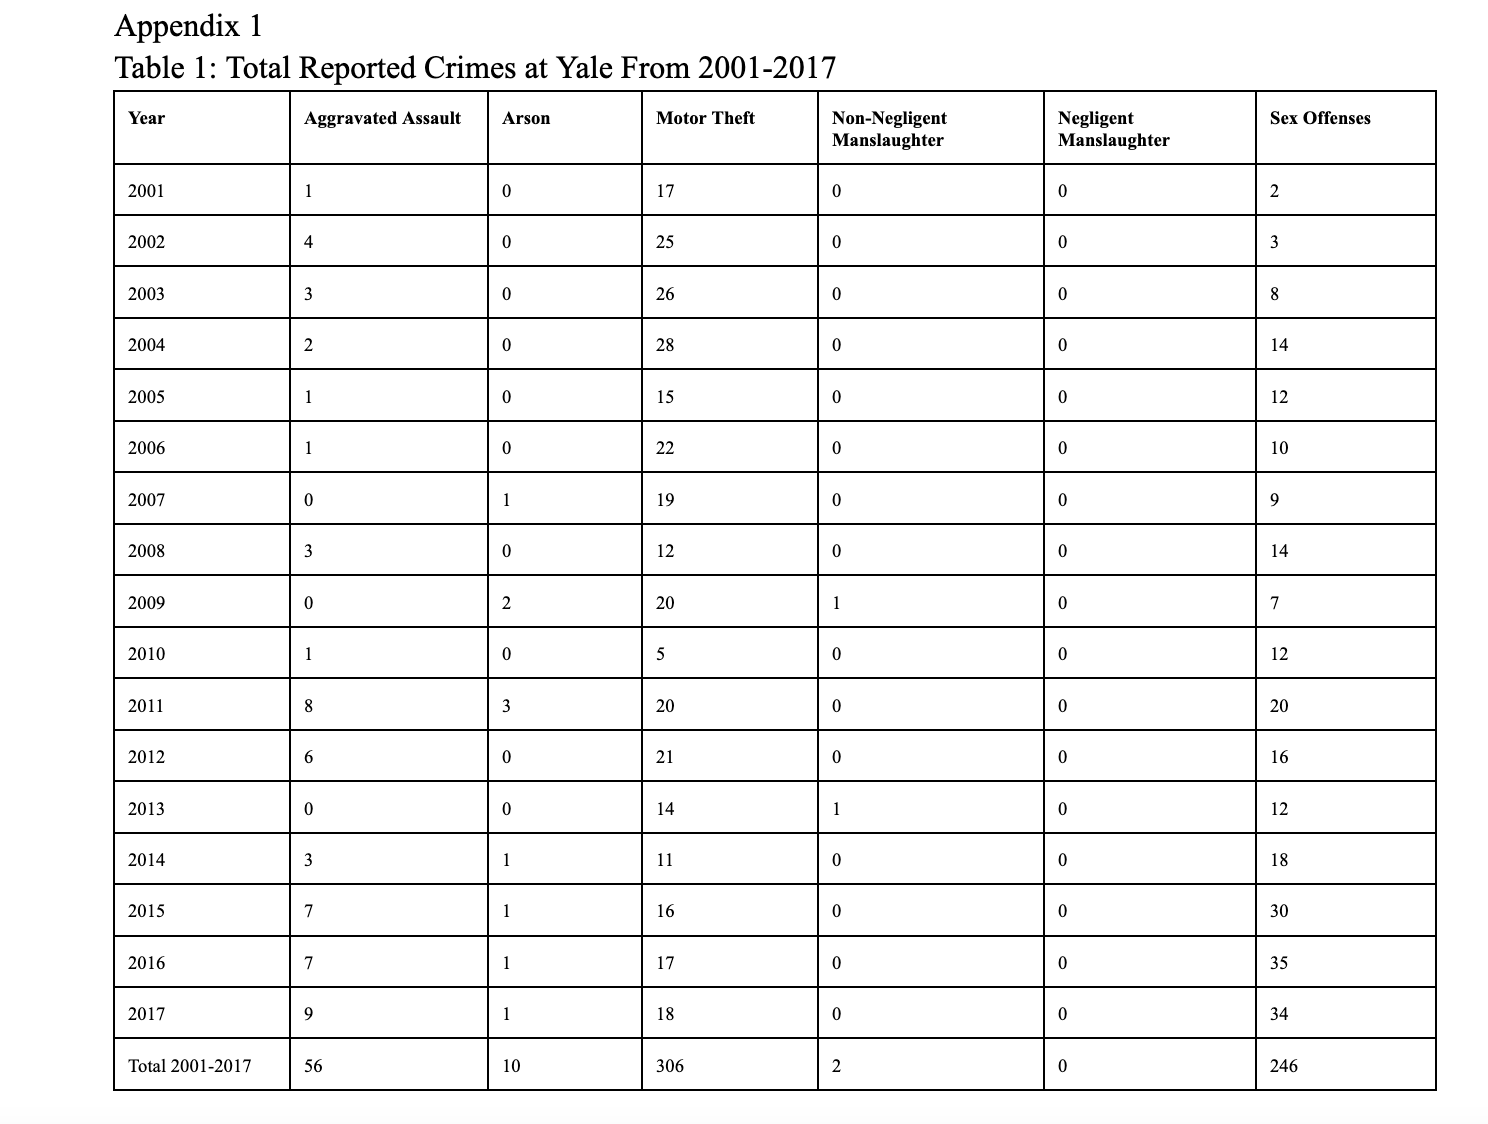 Appendix 1
Table 1: Total Reported Crimes at Yale From 2001-2017
Year Aggravated Assault Arson Motor Theft Non-Negligent Manslaughter Negligent Manslaughter Sex Offenses
2001 1 0 17 0 0 2
2002 4 0 25 0 0 3
2003 3 0 26 0 0 8
2004 2 0 28 0 0 14
2005 1 0 15 0 0 12
2006 1 0 22 0 0 10
2007 0 1 19 0 0 9
2008 3 0 12 0 0 14
2009 0 2 20 1 0 7
2010 1 0 5 0 0 12
2011 8 3 20 0 0 20
2012 6 0 21 0 0 16
2013 0 0 14 1 0 12
2014 3 1 11 0 0 18
2015 7 1 16 0 0 30
2016 7 1 17 0 0 35
2017 9 1 18 0 0 34
Total 2001-2017 56 10 306 2 0 246